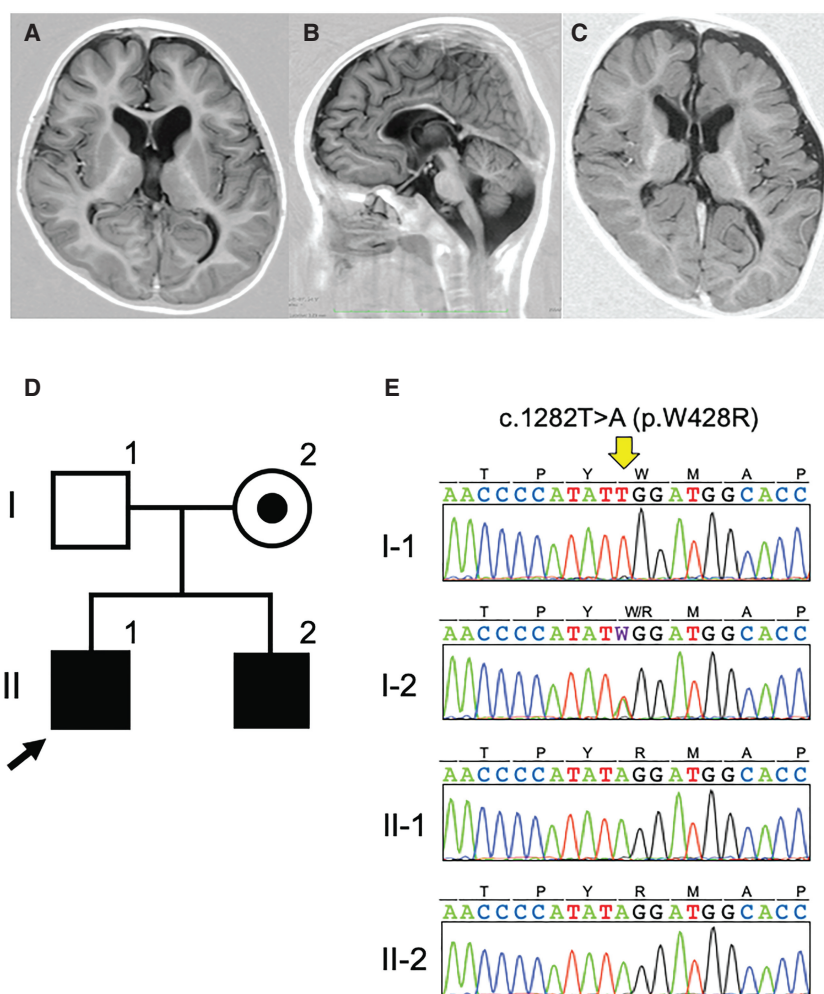 A
B
C
D
E
c.1282T>A (p.W428R)
1
2
I
T P Y W M A P
AACCCCATATTGGATGGCACC
I-1
T P Y W/R M A P
AACCCCATATWGGATGGCACC
I-2
1
2
II
T P Y R M A P
AACCCCATATAGGATGGCACC
II-1
T P Y R M A P
AACCCCATATAGGATGGCACC
II-2